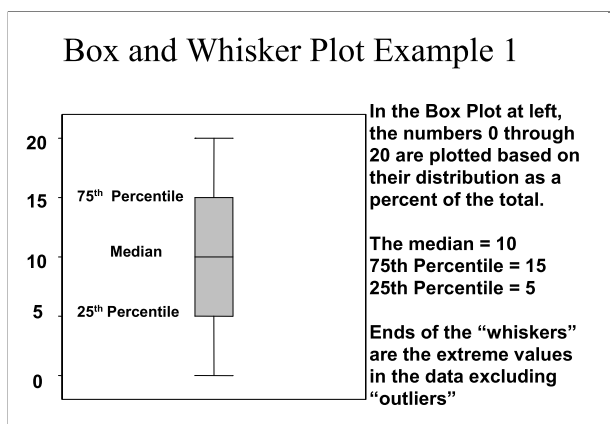 Box and Whisker Plot Example 1
20
15
10
5
0
75th Percentile
Median
25th Percentile
In the Box Plot at left,
the numbers 0 through
20 are plotted based on
their distribution as a
percent of the total.
The median = 10
75th Percentile = 15
25th Percentile = 5
Ends of the “whiskers”
are the extreme values
in the data excluding
“outliers”